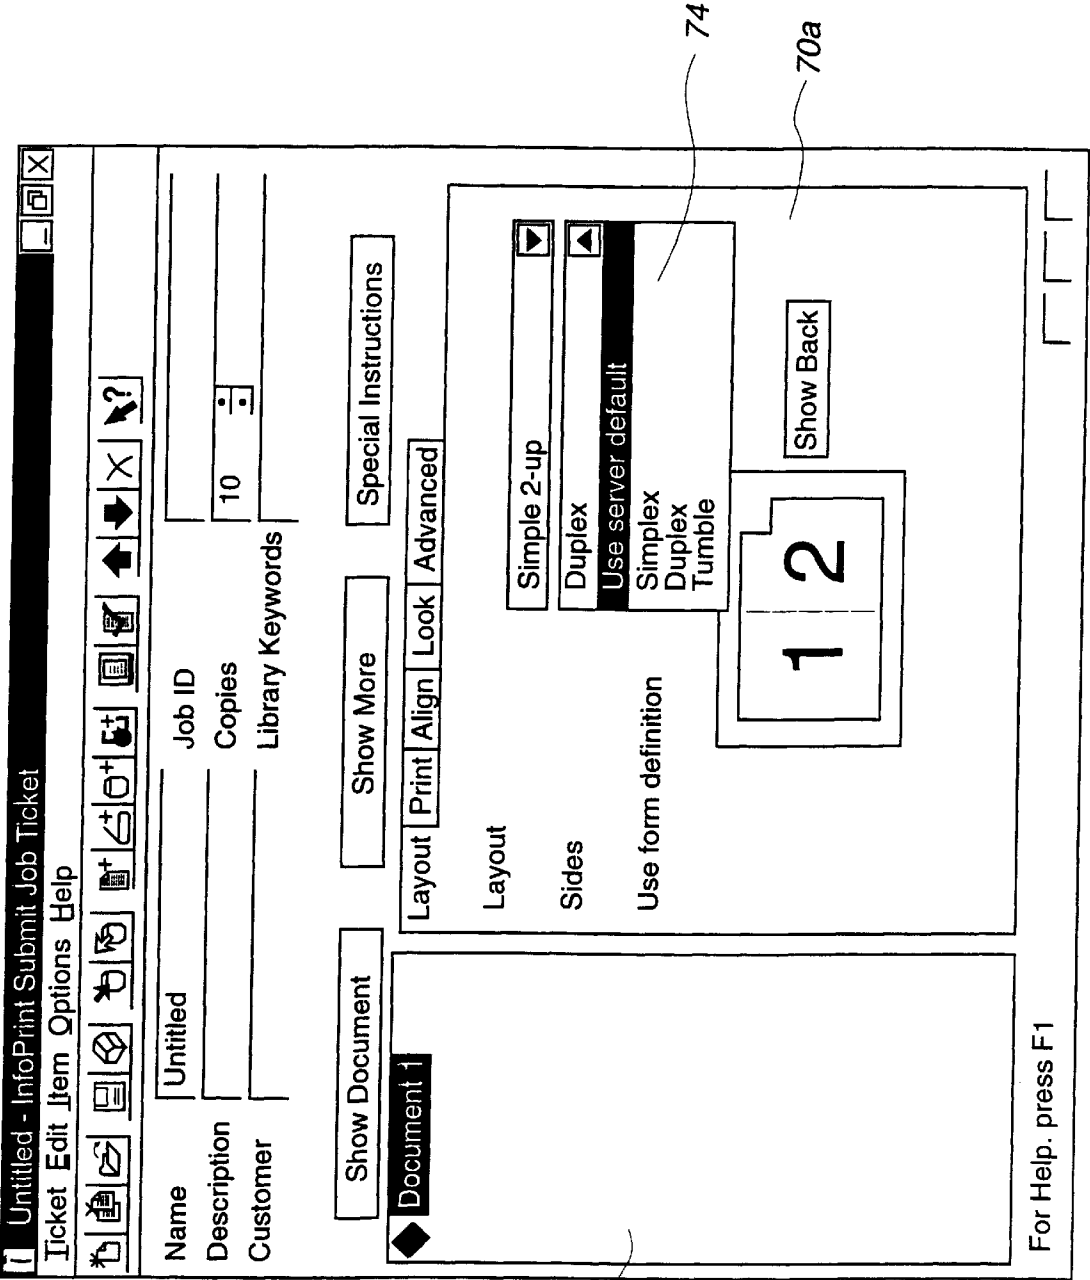 Untitled - InfoPrint Submit Job Ticket
Ticket Edit Item Options Help
Name Untitled Job ID
Description Copies 10
Customer Library Keywords
Show Document Show More Special Instructions
Document 1
Layout Print Align Look Advanced
Layout Simple 2-up
Sides Duplex
Use server default
Use form definition Simplex
Duplex
Tumble
1 2
Show Back
74
70a
For Help. press F1